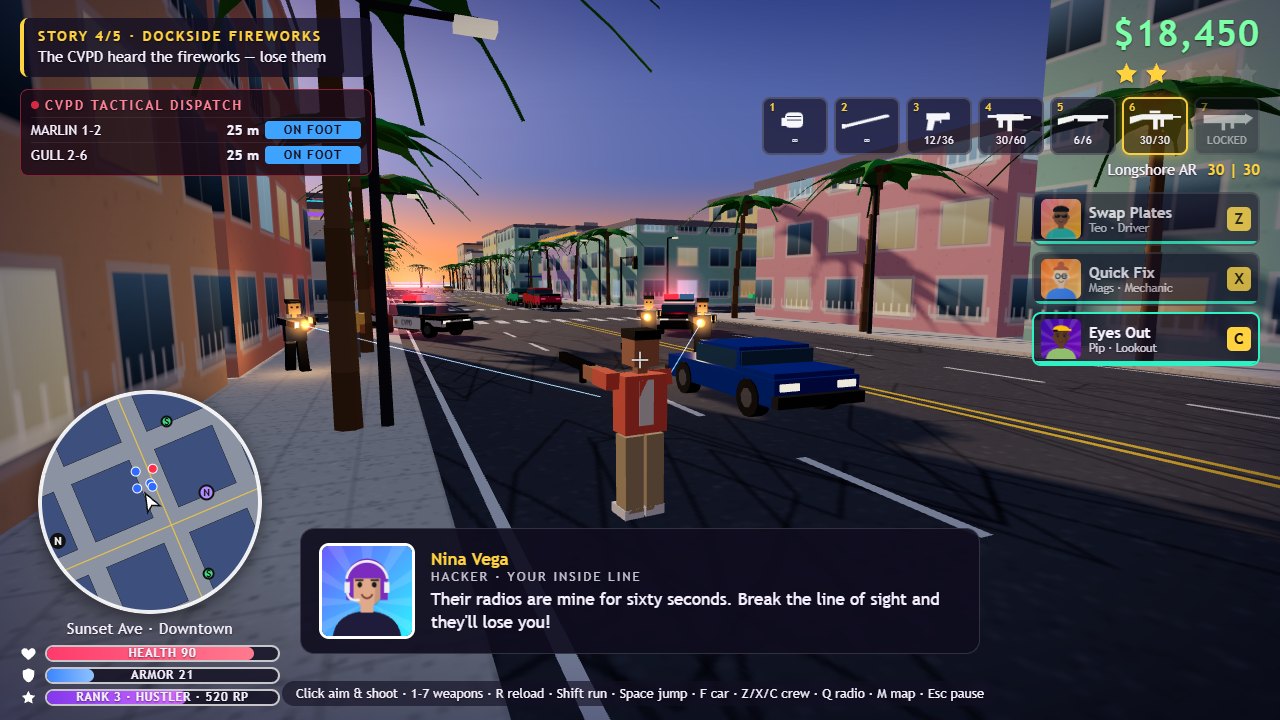 STORY 4/5 · DOCKSIDE FIREWORKS
The CVPD heard the fireworks — lose them
CVPD TACTICAL DISPATCH
MARLIN 1-2 25 m ON FOOT
GULL 2-6 25 m ON FOOT
$18,450
1 2 3 4 5 6 7
∞ ∞ 12/36 30/60 6/6 30/30 LOCKED
Longshore AR 30 | 30
Swap Plates
Teo · Driver
Z
Quick Fix
Mags · Mechanic
X
Eyes Out
Pip · Lookout
C
CVPD
S
N
N
S
Sunset Ave · Downtown
HEALTH 90
ARMOR 21
RANK 3 · HUSTLER · 520 RP
Nina Vega
HACKER · YOUR INSIDE LINE
Their radios are mine for sixty seconds. Break the line of sight and
they'll lose you!
Click aim & shoot · 1-7 weapons · R reload · Shift run · Space jump · F car · Z/X/C crew · Q radio · M map · Esc pause